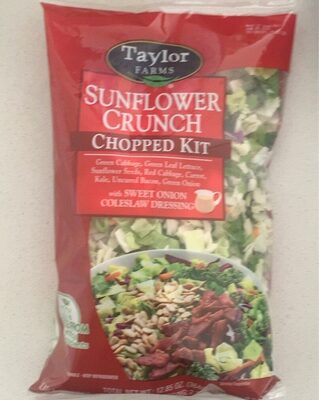 Taylor
FARMS
SUNFLOWER
CRUNCH
CHOPPED KIT
Green Cabbage, Green Leaf Lettuce,
Sunflower Seeds, Red Cabbage, Carrot,
Kale, Uncured Bacon, Green Onion
with SWEET ONION
COLESLAW DRESSING